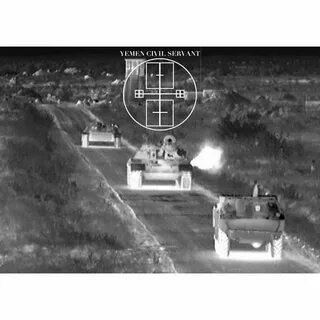 YEMEN CIVIL SERVANT